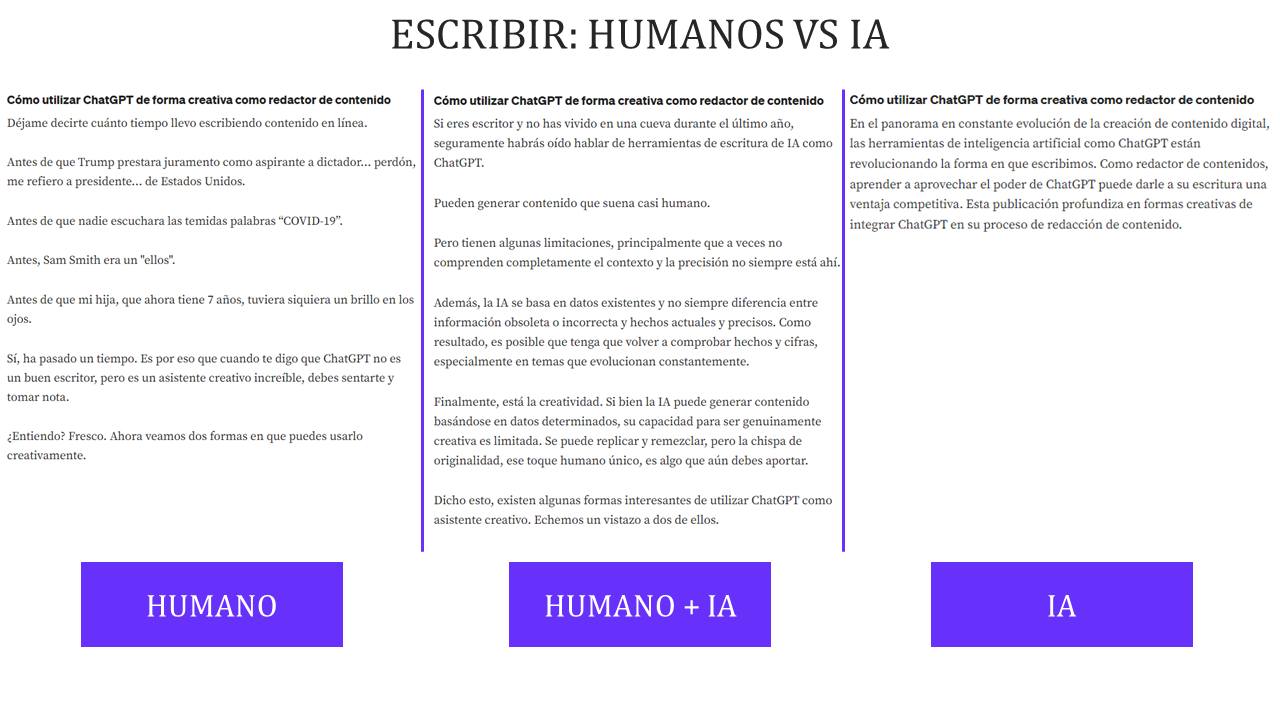 ESCRIBIR: HUMANOS VS IA
Cómo utilizar ChatGPT de forma creativa como redactor de contenido
Déjame decirte cuánto tiempo llevo escribiendo contenido en línea.
Antes de que Trump prestara juramento como aspirante a dictador... perdón,
me refiero a presidente... de Estados Unidos.
Antes de que nadie escuchara las temidas palabras “COVID-19”.
Antes, Sam Smith era un "ellos".
Antes de que mi hija, que ahora tiene 7 años, tuviera siquiera un brillo en los
ojos.
Sí, ha pasado un tiempo. Es por eso que cuando te digo que ChatGPT no es
un buen escritor, pero es un asistente creativo increíble, debes sentarte y
tomar nota.
¿Entiendo? Fresco. Ahora veamos dos formas en que puedes usarlo
creativamente.
HUMANO
Cómo utilizar ChatGPT de forma creativa como redactor de contenido
Si eres escritor y no has vivido en una cueva durante el último año,
seguramente habrás oído hablar de herramientas de escritura de IA como
ChatGPT.
Pueden generar contenido que suena casi humano.
Pero tienen algunas limitaciones, principalmente que a veces no
comprenden completamente el contexto y la precisión no siempre está ahí.
Además, la IA se basa en datos existentes y no siempre diferencia entre
información obsoleta o incorrecta y hechos actuales y precisos. Como
resultado, es posible que tenga que volver a comprobar hechos y cifras,
especialmente en temas que evolucionan constantemente.
Finalmente, está la creatividad. Si bien la IA puede generar contenido
basándose en datos determinados, su capacidad para ser genuinamente
creativa es limitada. Se puede replicar y remezclar, pero la chispa de
originalidad, ese toque humano único, es algo que aún debes aportar.
Dicho esto, existen algunas formas interesantes de utilizar ChatGPT como
asistente creativo. Echemos un vistazo a dos de ellos.
HUMANO + IA
Cómo utilizar ChatGPT de forma creativa como redactor de contenido
En el panorama en constante evolución de la creación de contenido digital,
las herramientas de inteligencia artificial como ChatGPT están
revolucionando la forma en que escribimos. Como redactor de contenidos,
aprender a aprovechar el poder de ChatGPT puede darle a su escritura una
ventaja competitiva. Esta publicación profundiza en formas creativas de
integrar ChatGPT en su proceso de redacción de contenido.
IA